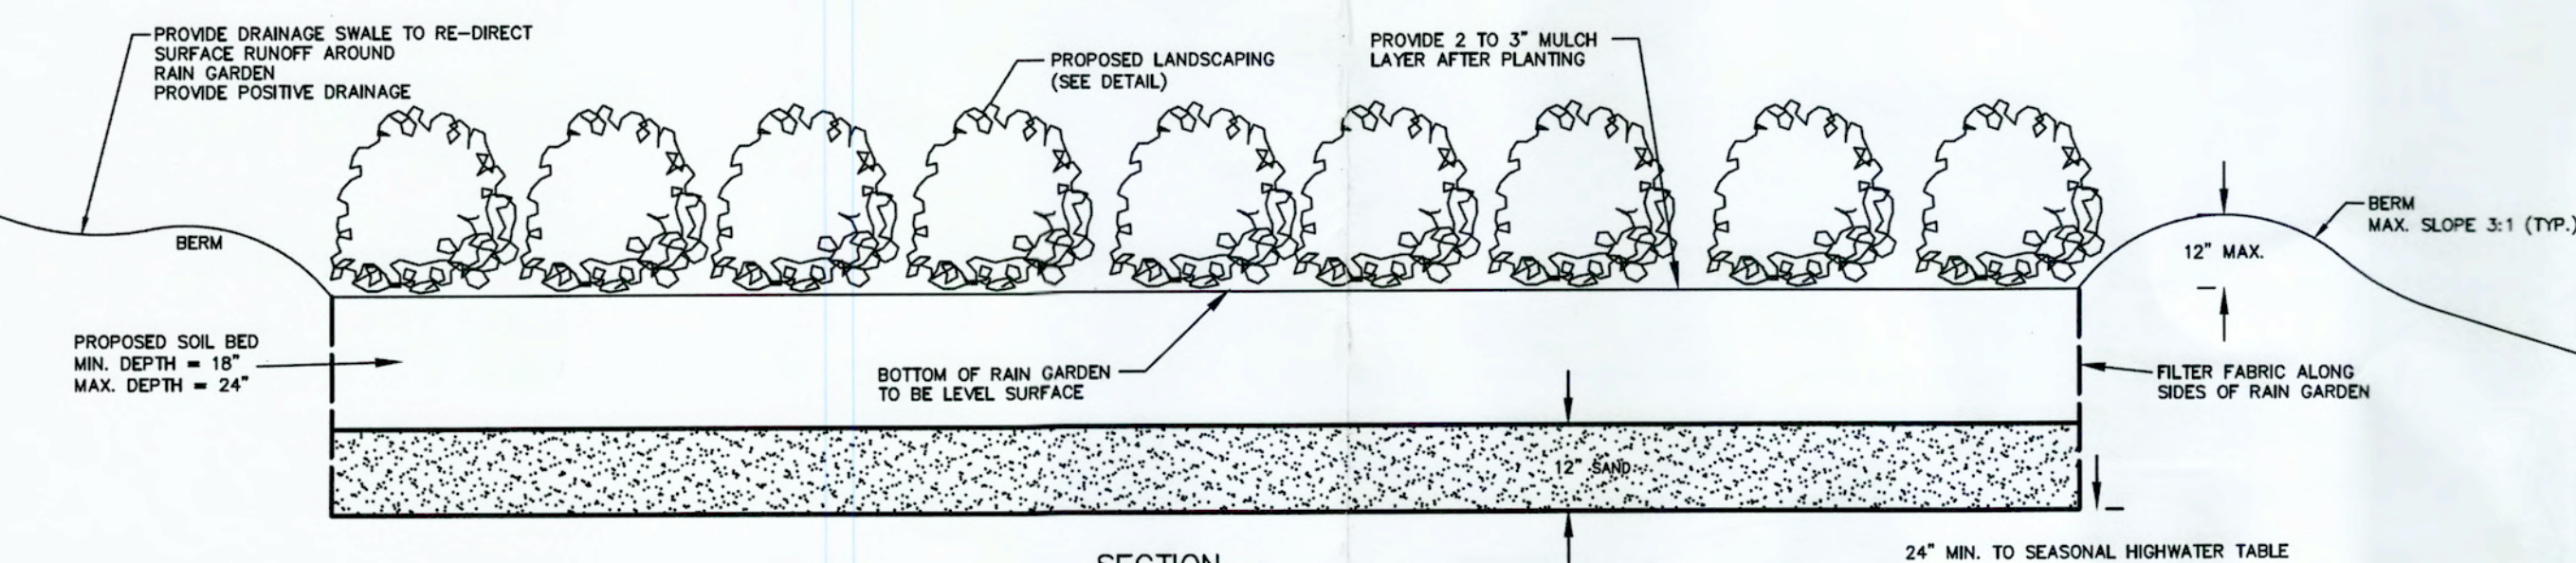 PROVIDE DRAINAGE SWALE TO RE-DIRECT
SURFACE RUNOFF AROUND
RAIN GARDEN
PROVIDE POSITIVE DRAINAGE
PROPOSED LANDSCAPING
(SEE DETAIL)
PROVIDE 2 TO 3" MULCH
LAYER AFTER PLANTING
BERM
BERM
MAX. SLOPE 3:1 (TYP.)
12" MAX.
PROPOSED SOIL BED
MIN. DEPTH = 18"
MAX. DEPTH = 24"
BOTTOM OF RAIN GARDEN
TO BE LEVEL SURFACE
FILTER FABRIC ALONG
SIDES OF RAIN GARDEN
12" SAND
24" MIN. TO SEASONAL HIGHWATER TABLE
SECTION